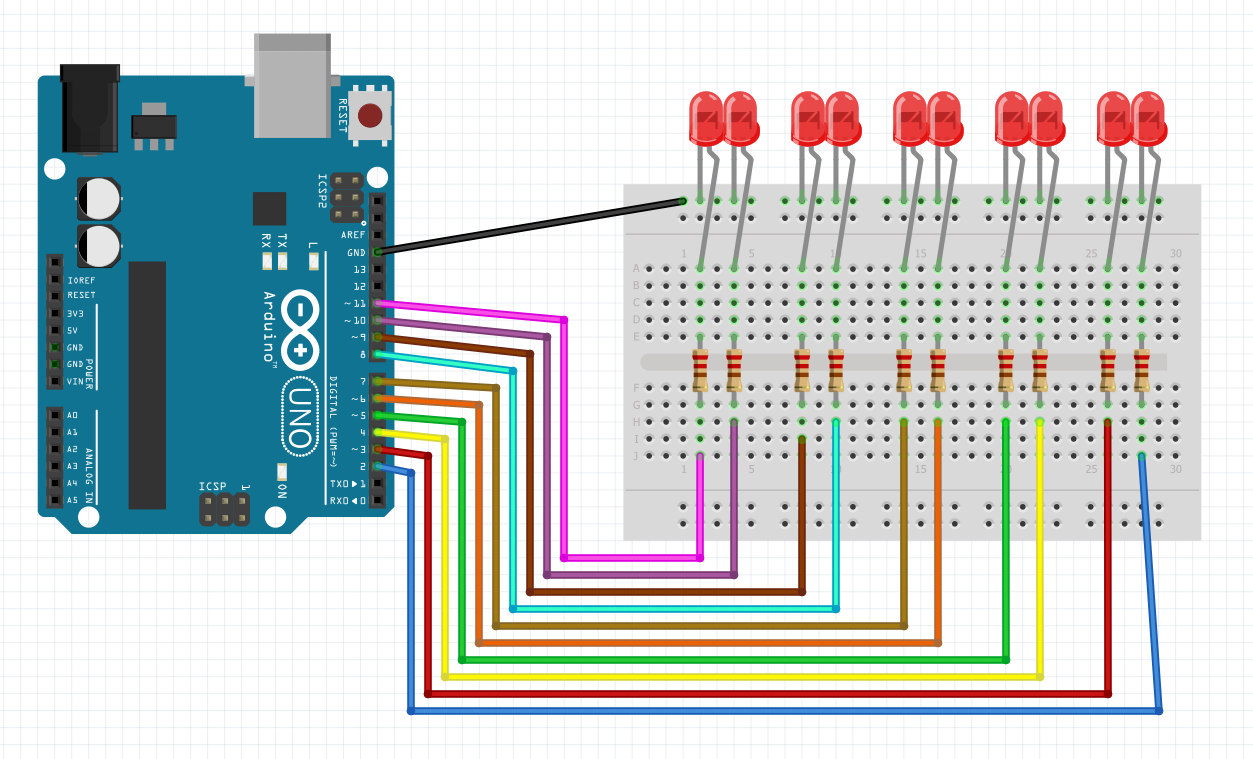 RESET
ICSP2
AREF
GND
13
12
~11
~10
~9
8
7
~6
~5
4
~3
2
TX0▶1
RX0◀0
RX
TX
L
Arduino™
UNO
DIGITAL (PWM=~)
IOREF
RESET
3V3
5V
GND
GND
VIN
POWER
A0
A1
A2
A3
A4
A5
ANALOG IN
ICSP
1
ON
1 5 10 15 20 25 30
A
B
C
D
E
F
G
H
I
J
1 5 10 15 20 25 30